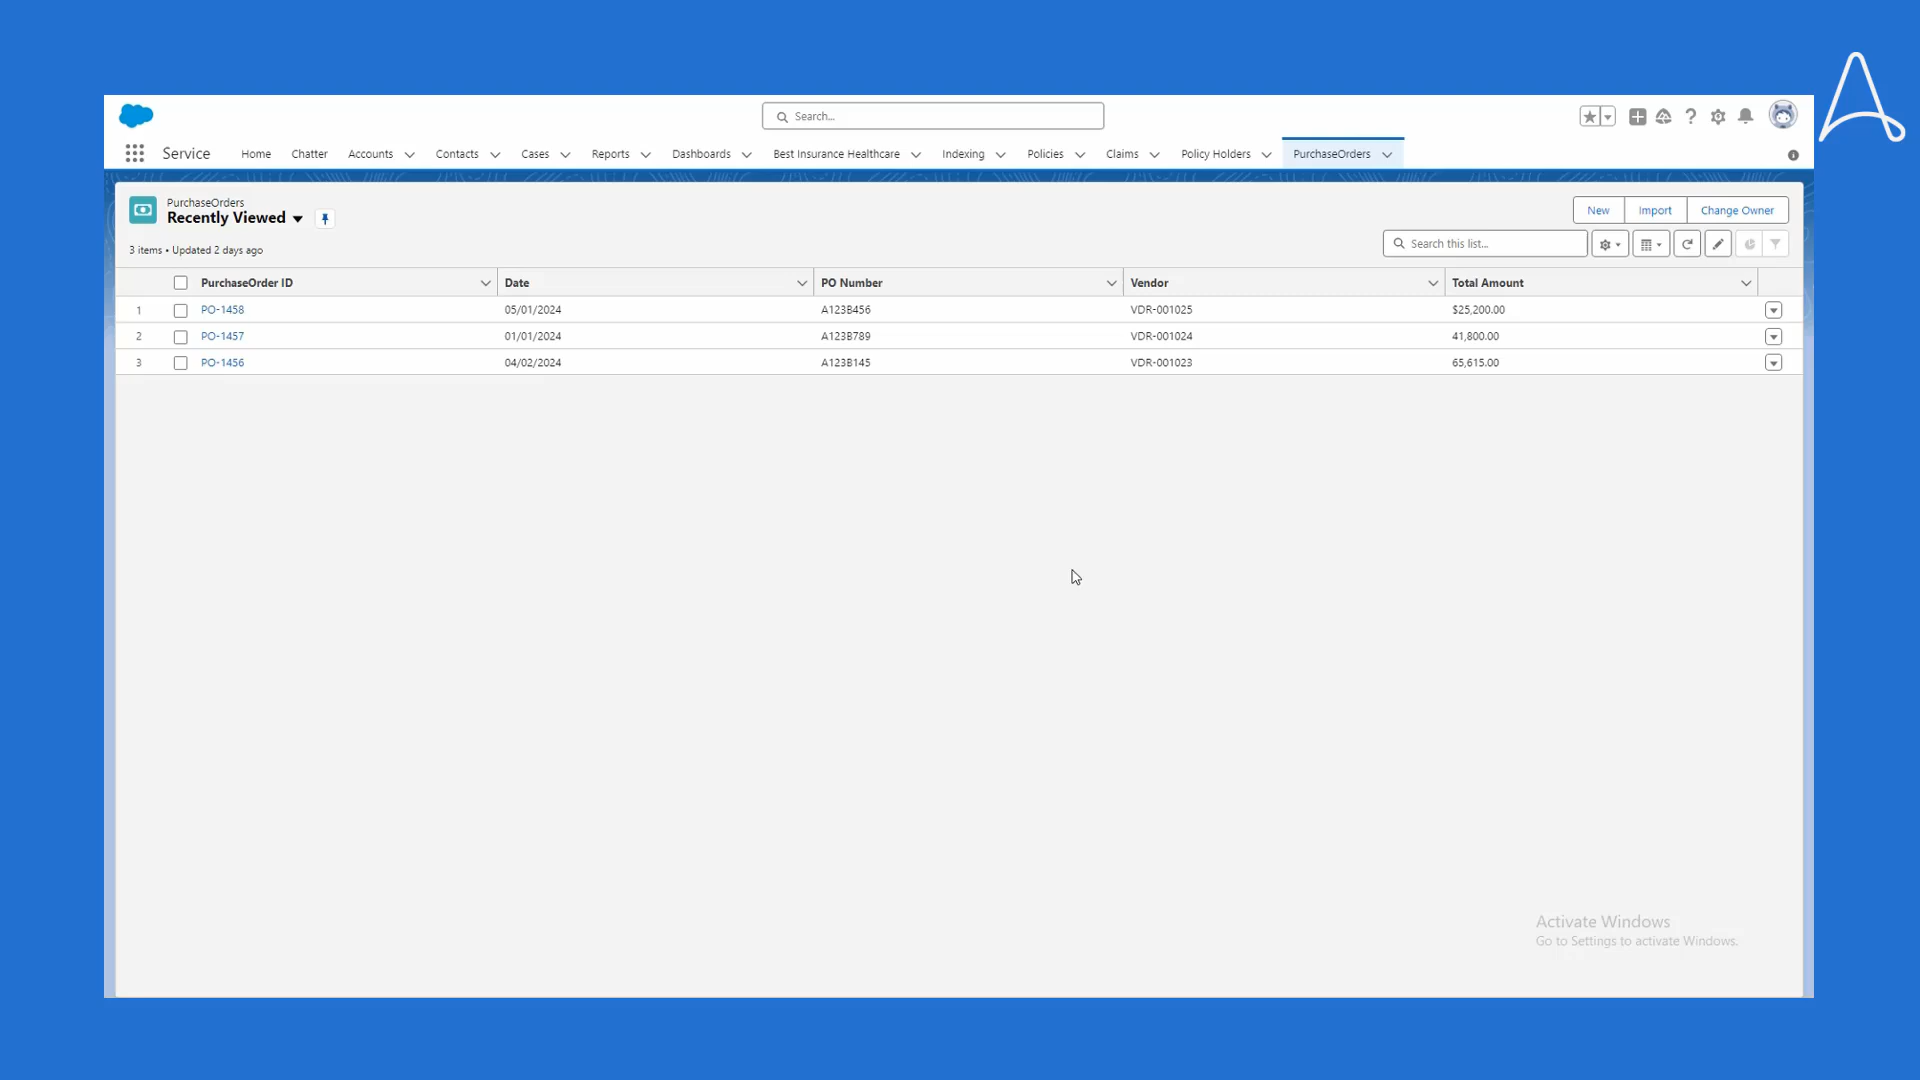 Search...
Service Home Chatter Accounts Contacts Cases Reports Dashboards Best Insurance Healthcare Indexing Policies Claims Policy Holders PurchaseOrders
PurchaseOrders
Recently Viewed
New Import Change Owner
3 items • Updated 2 days ago
Search this list...
PurchaseOrder ID Date PO Number Vendor Total Amount
1 PO-1458 05/01/2024 A123B456 VDR-001025 $25,200.00
2 PO-1457 01/01/2024 A123B789 VDR-001024 41,800.00
3 PO-1456 04/02/2024 A123B145 VDR-001023 65,615.00
Activate Windows
Go to Settings to activate Windows.